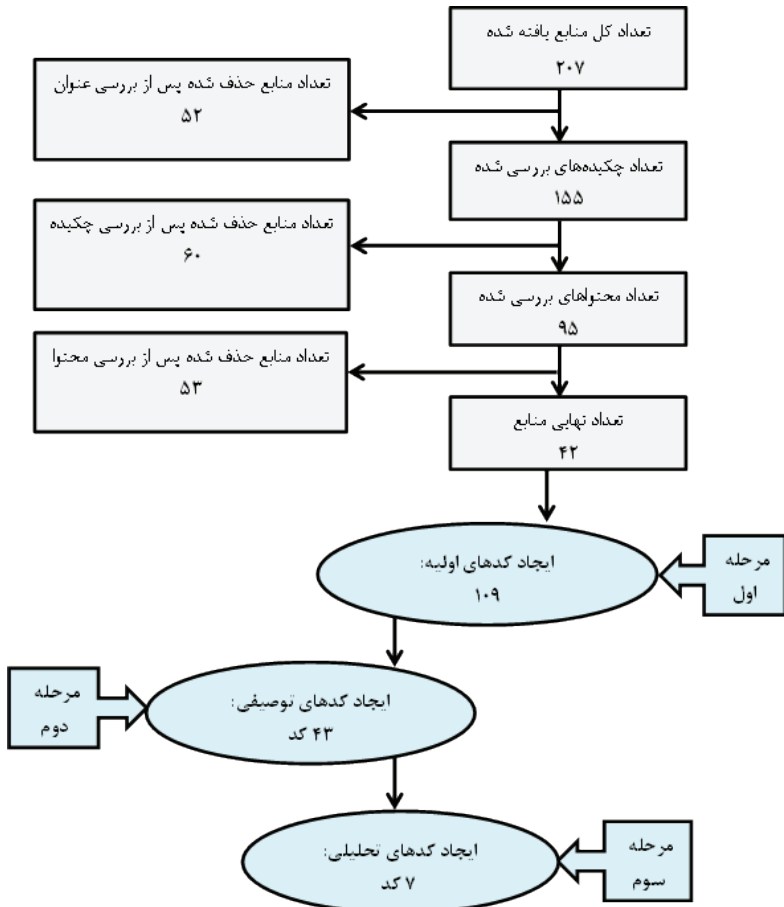 تعداد کل منابع یافته شده
۲۰۷
تعداد منابع حذف شده پس از بررسی عنوان
۵۲
تعداد چکیده‌های بررسی شده
۱۵۵
تعداد منابع حذف شده پس از بررسی چکیده
۶۰
تعداد محتواهای بررسی شده
۹۵
تعداد منابع حذف شده پس از بررسی محتوا
۵۳
تعداد نهایی منابع
۴۲
ایجاد کدهای اولیه:
۱۰۹
مرحله
اول
ایجاد کدهای توصیفی:
۴۳ کد
مرحله
دوم
ایجاد کدهای تحلیلی:
۷ کد
مرحله
سوم